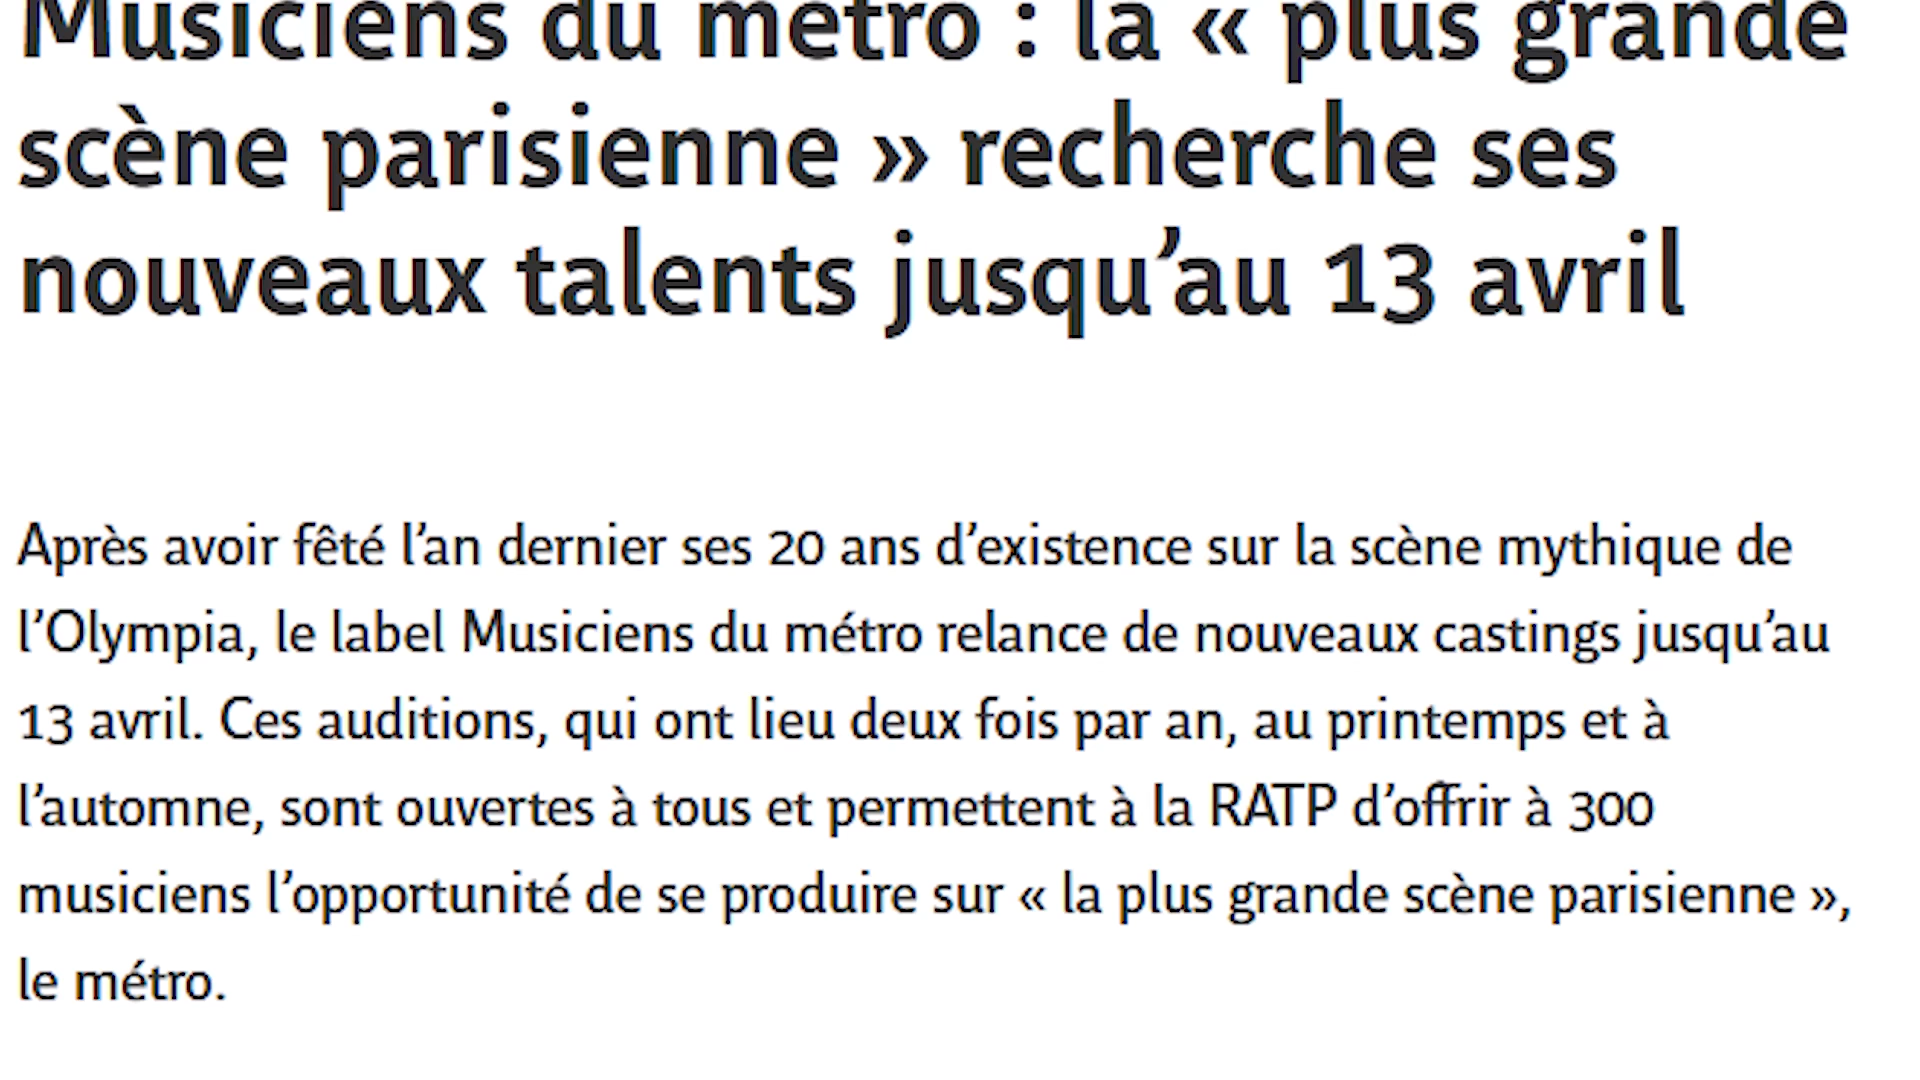 Musiciens du métro : la « plus grande
scène parisienne » recherche ses
nouveaux talents jusqu’au 13 avril
Après avoir fêté l’an dernier ses 20 ans d’existence sur la scène mythique de
l’Olympia, le label Musiciens du métro relance de nouveaux castings jusqu’au
13 avril. Ces auditions, qui ont lieu deux fois par an, au printemps et à
l’automne, sont ouvertes à tous et permettent à la RATP d’offrir à 300
musiciens l’opportunité de se produire sur « la plus grande scène parisienne »,
le métro.